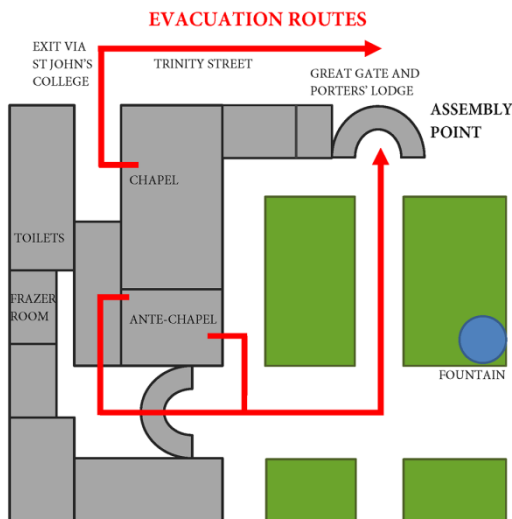 EVACUATION ROUTES
EXIT VIA
ST JOHN'S
COLLEGE
TRINITY STREET
GREAT GATE AND
PORTERS' LODGE
ASSEMBLY
POINT
CHAPEL
TOILETS
FRAZER
ROOM
ANTE-CHAPEL
FOUNTAIN